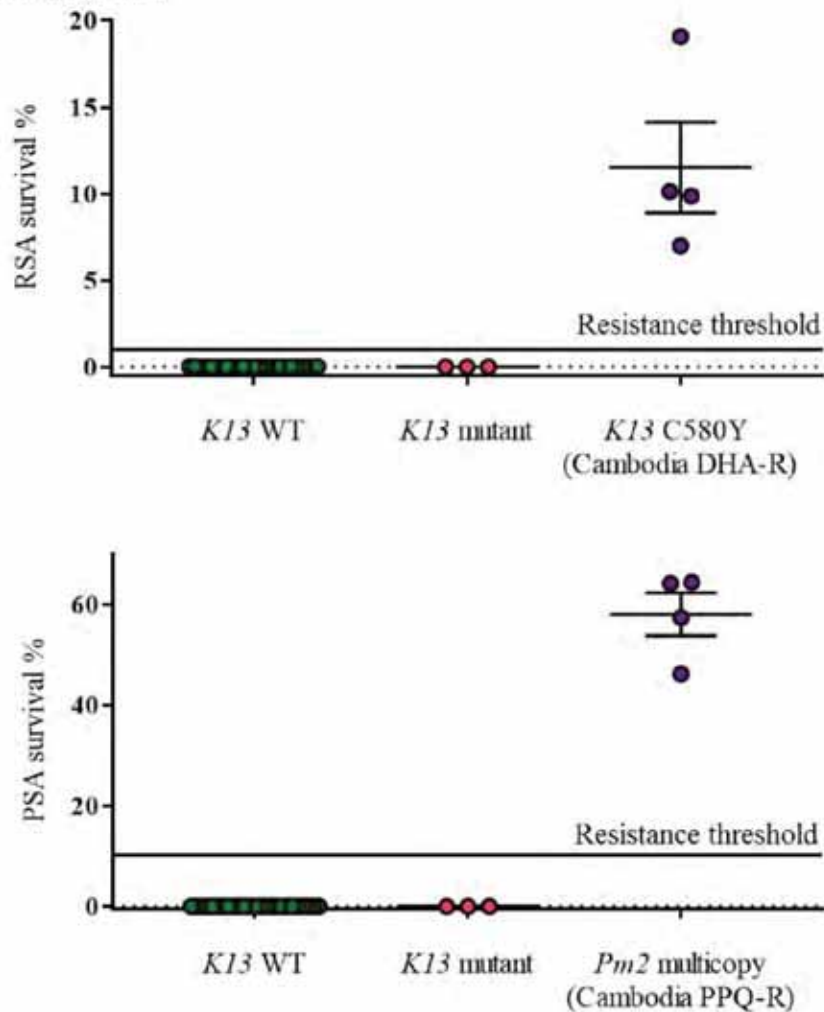 20
15
10
5
0
RSA survival %
Resistance threshold
K13 WT
K13 mutant
K13 C580Y
(Cambodia DHA-R)
60
40
20
0
PSA survival %
Resistance threshold
K13 WT
K13 mutant
Pm2 multicopy
(Cambodia PPQ-R)